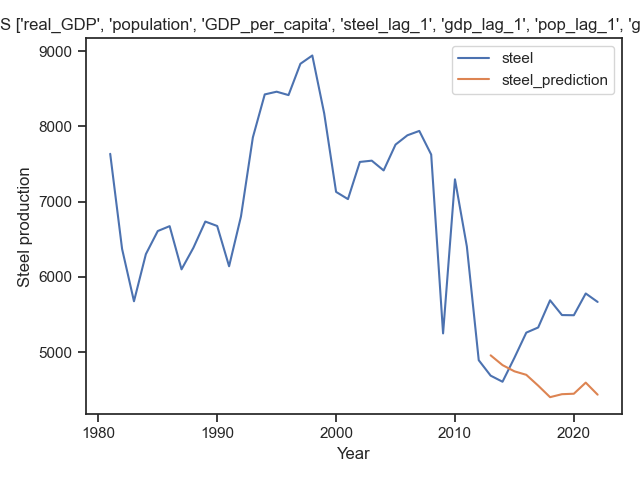 S ['real_GDP', 'population', 'GDP_per_capita', 'steel_lag_1', 'gdp_lag_1', 'pop_lag_1', 'g
steel
steel_prediction
9000
8000
7000
6000
5000
Steel production
1980
1990
2000
2010
2020
Year